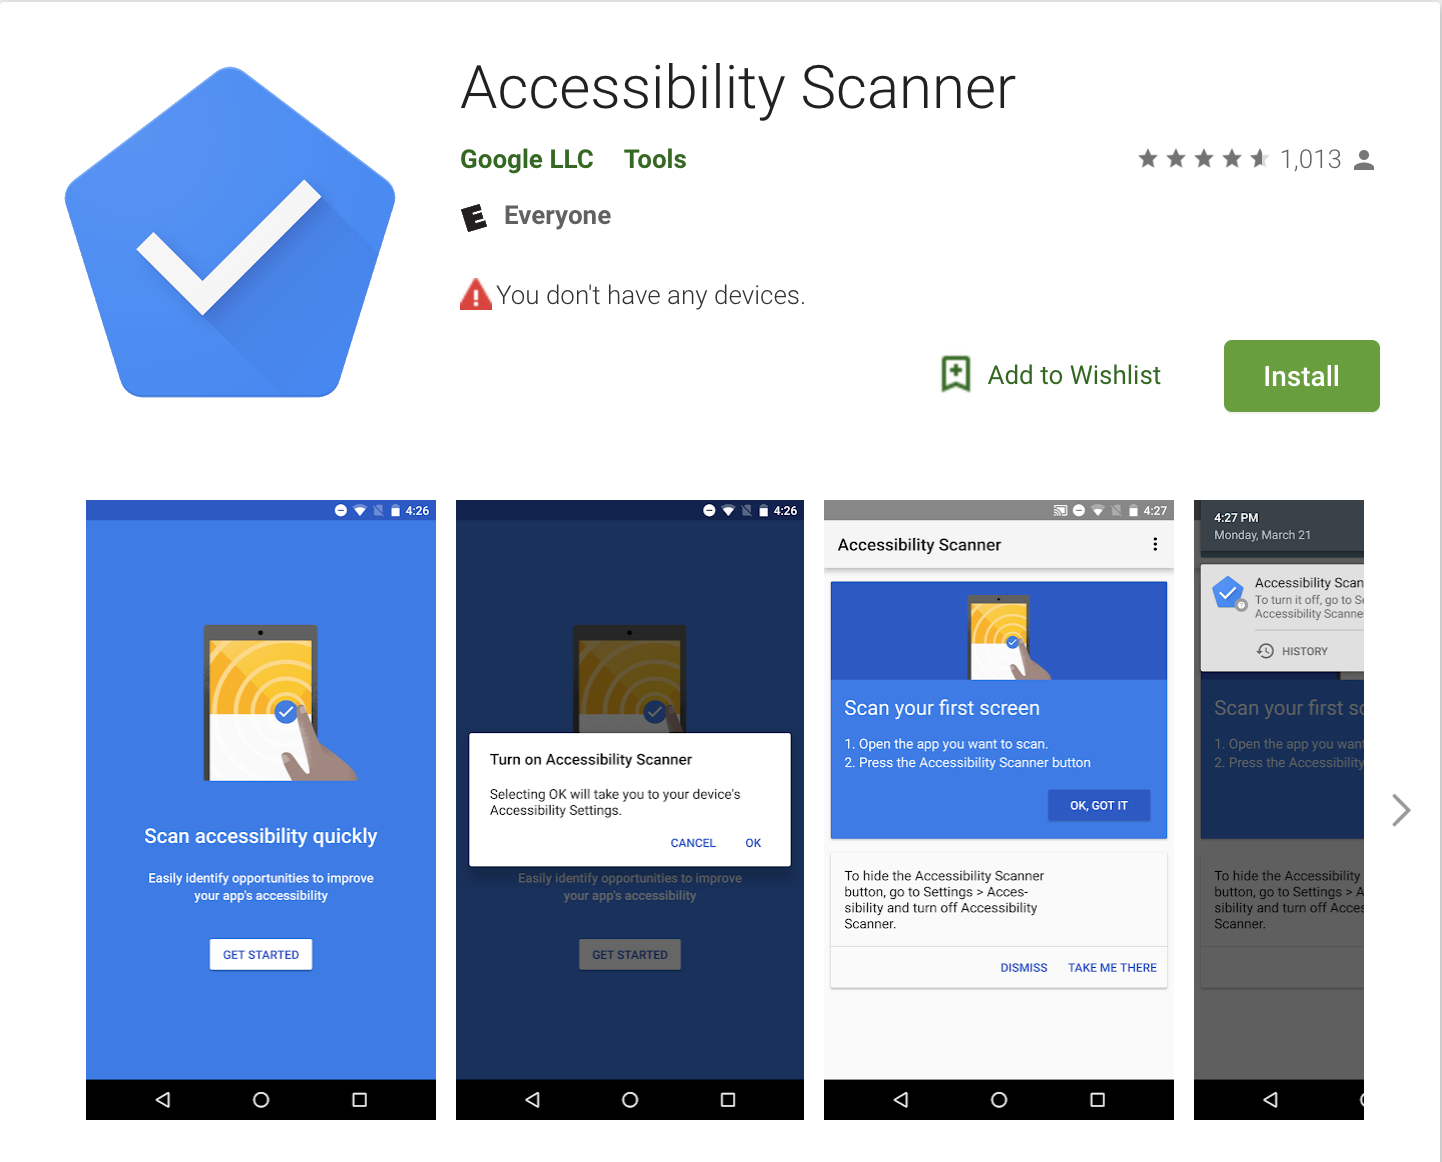 Accessibility Scanner
Google LLC Tools
1,013
E Everyone
You don't have any devices.
Add to Wishlist
Install
4:26
Scan accessibility quickly
Easily identify opportunities to improve
your app's accessibility
GET STARTED
4:26
Turn on Accessibility Scanner
Selecting OK will take you to your device's
Accessibility Settings.
CANCEL OK
Easily identify opportunities to improve
your app's accessibility
GET STARTED
4:27
Accessibility Scanner
Scan your first screen
1. Open the app you want to scan.
2. Press the Accessibility Scanner button
OK, GOT IT
To hide the Accessibility Scanner
button, go to Settings > Acces-
sibility and turn off Accessibility
Scanner.
DISMISS TAKE ME THERE
4:27 PM
Monday, March 21
Accessibility Scan
To turn it off, go to Se
Accessibility Scanne
HISTORY
Scan your first sc
1. Open the app you want
2. Press the Accessibility
To hide the Accessibility
button, go to Settings > A
sibility and turn off Acces
Scanner.